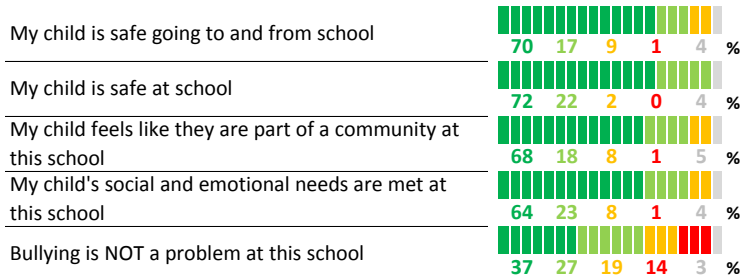 My child is safe going to and from school
70 17 9 1 4 %
My child is safe at school
72 22 2 0 4 %
My child feels like they are part of a community at
this school
68 18 8 1 5 %
My child's social and emotional needs are met at
this school
64 23 8 1 4 %
Bullying is NOT a problem at this school
37 27 19 14 3 %